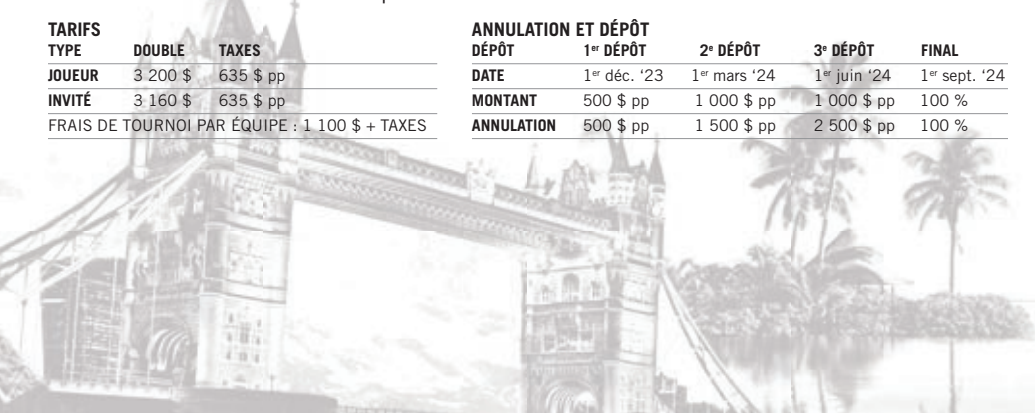 TARIFS
TYPE DOUBLE TAXES
JOUEUR 3 200 $ 635 $ pp
INVITÉ 3 160 $ 635 $ pp
FRAIS DE TOURNOI PAR ÉQUIPE : 1 100 $ + TAXES
ANNULATION ET DÉPÔT
DÉPÔT 1er DÉPÔT 2e DÉPÔT 3e DÉPÔT FINAL
DATE 1er déc. ‘23 1er mars ‘24 1er juin ‘24 1er sept. ‘24
MONTANT 500 $ pp 1 000 $ pp 1 000 $ pp 100 %
ANNULATION 500 $ pp 1 500 $ pp 2 500 $ pp 100 %